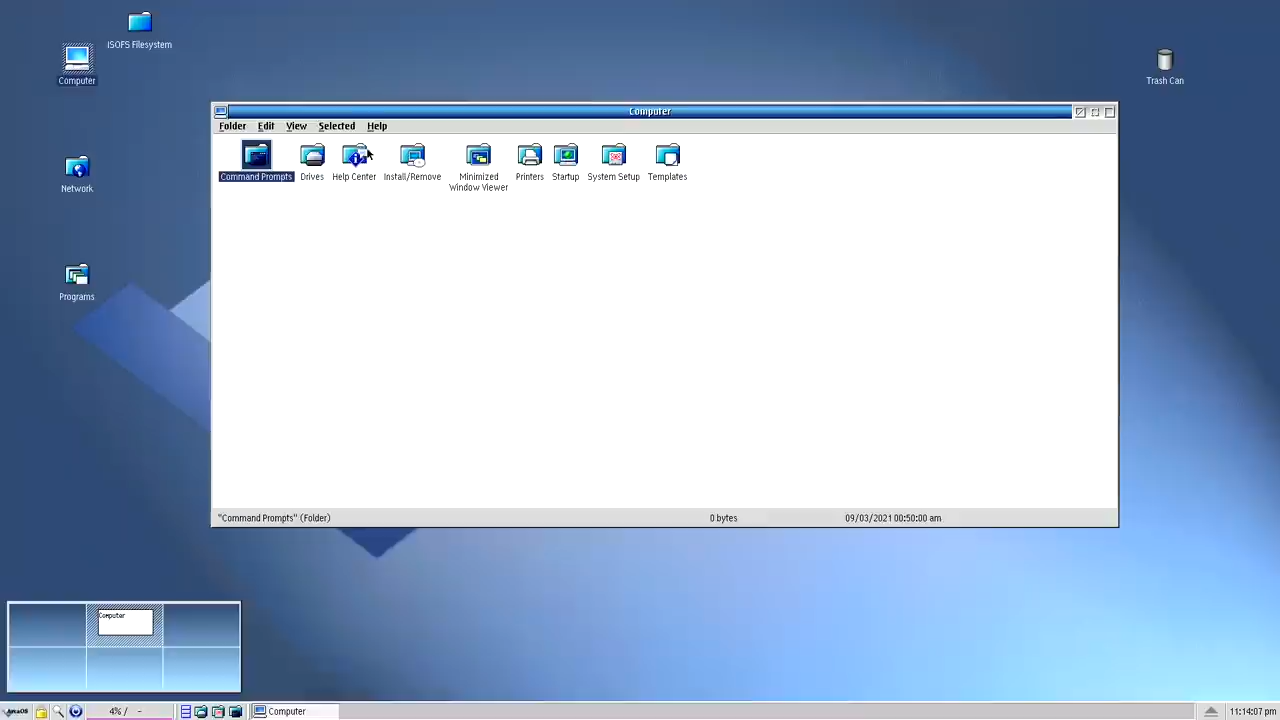 ISOFS Filesystem
Computer
Trash Can
Network
Programs
Computer
Folder Edit View Selected Help
Command Prompts Drives Help Center Install/Remove Minimized Window Viewer Printers Startup System Setup Templates
"Command Prompts" (Folder) 0 bytes 09/03/2021 00:50:00 am
Computer
ArcaOS 4% / - Computer 11:14:07 pm